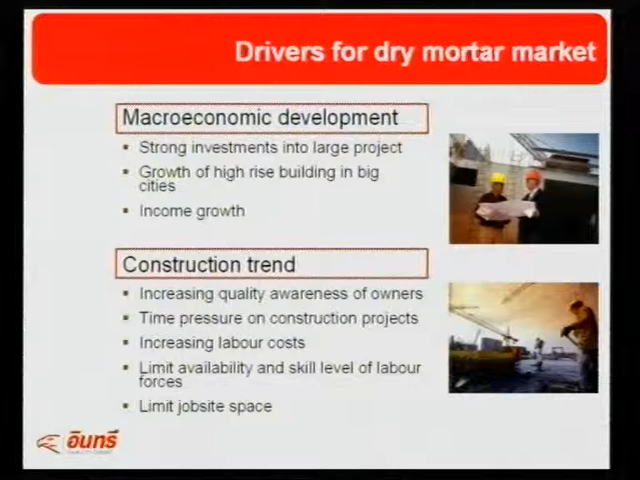 Drivers for dry mortar market
Macroeconomic development
▪ Strong investments into large project
▪ Growth of high rise building in big
cities
▪ Income growth
Construction trend
▪ Increasing quality awareness of owners
▪ Time pressure on construction projects
▪ Increasing labour costs
▪ Limit availability and skill level of labour
forces
▪ Limit jobsite space
อินทรี